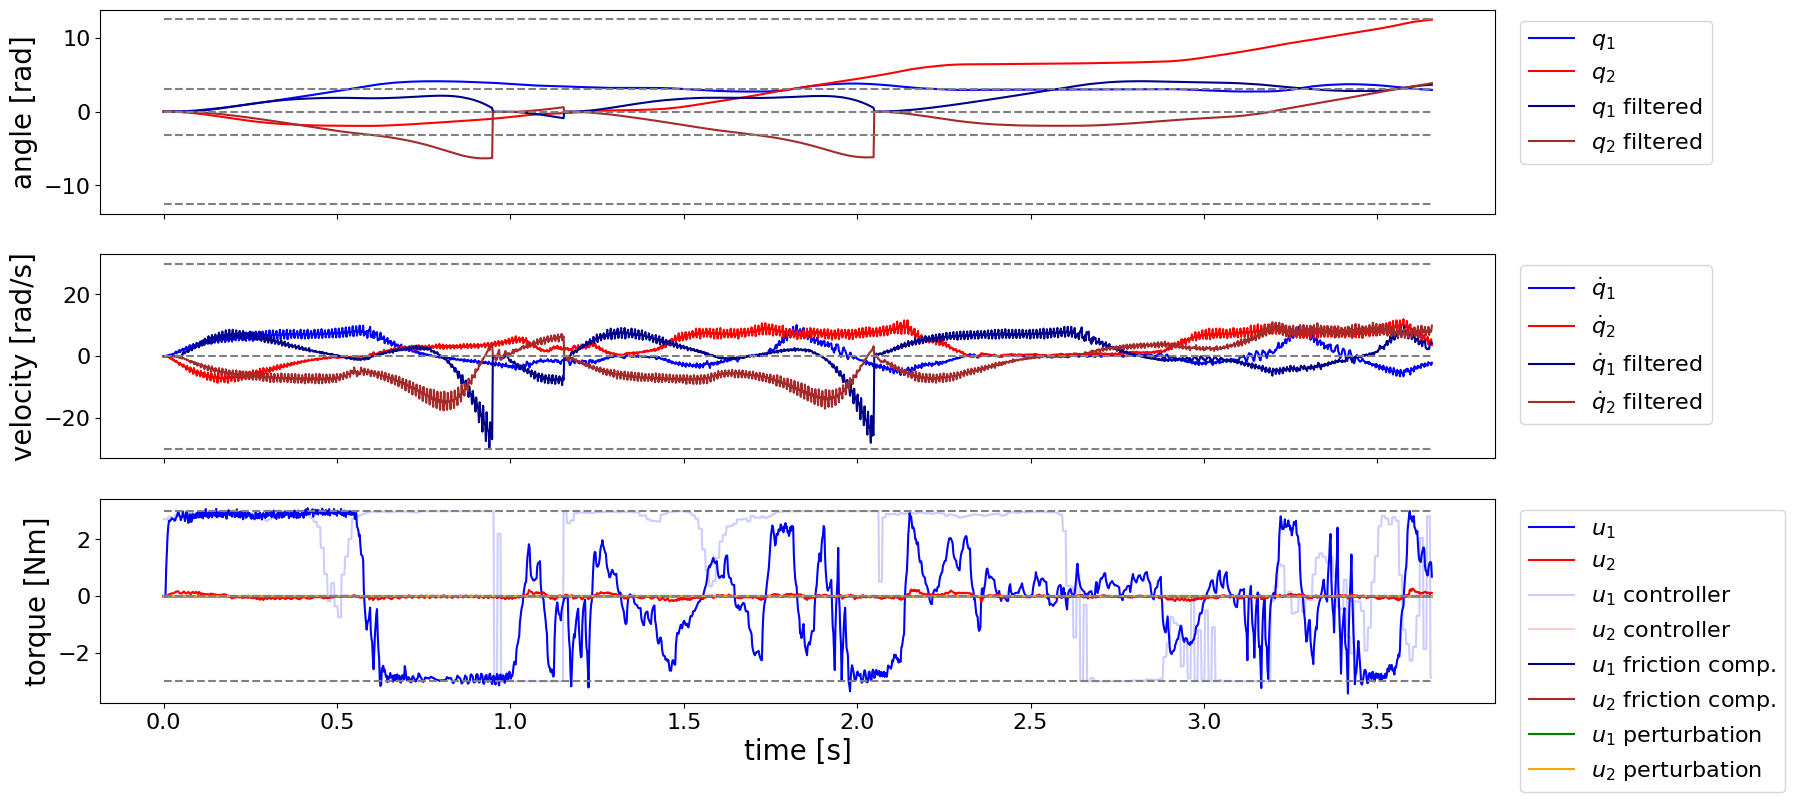 angle [rad]
10
0
−10
q₁
q₂
q₁ filtered
q₂ filtered
velocity [rad/s]
20
0
−20
q̇₁
q̇₂
q̇₁ filtered
q̇₂ filtered
torque [Nm]
2
0
−2
0.0 0.5 1.0 1.5 2.0 2.5 3.0 3.5
time [s]
u₁
u₂
u₁ controller
u₂ controller
u₁ friction comp.
u₂ friction comp.
u₁ perturbation
u₂ perturbation